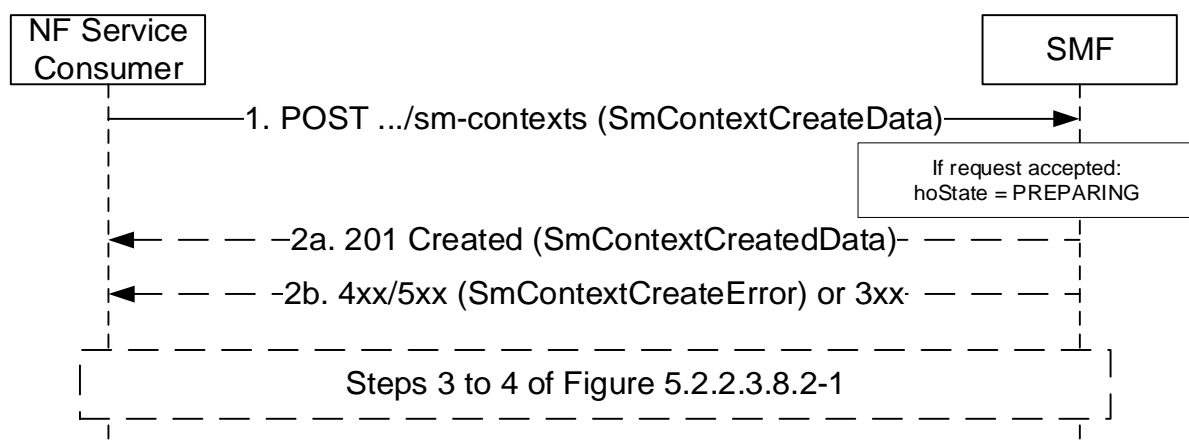 NF Service
Consumer
SMF
1. POST .../sm-contexts (SmContextCreateData)
If request accepted:
hoState = PREPARING
2a. 201 Created (SmContextCreatedData)
2b. 4xx/5xx (SmContextCreateError) or 3xx
Steps 3 to 4 of Figure 5.2.2.3.8.2-1